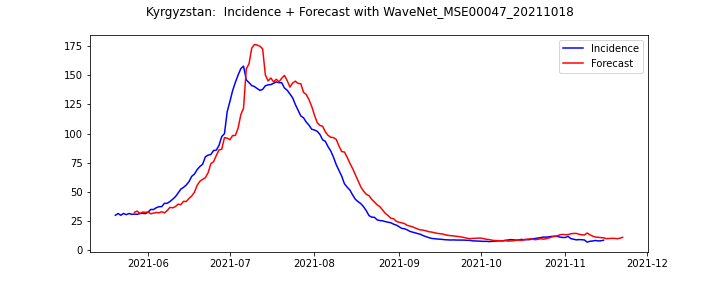 Kyrgyzstan:  Incidence + Forecast with WaveNet_MSE00047_20211018
Incidence
Forecast
175
150
125
100
75
50
25
0
2021-06 2021-07 2021-08 2021-09 2021-10 2021-11 2021-12